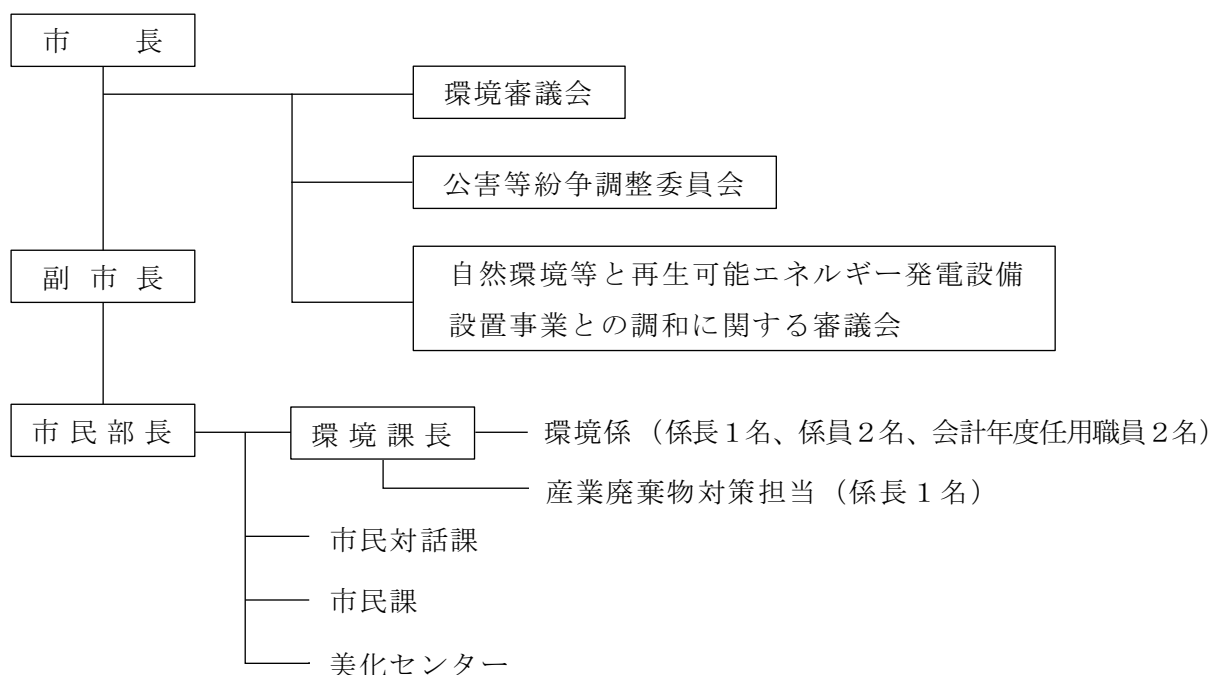 市長
環境審議会
公害等紛争調整委員会
副市長
自然環境等と再生可能エネルギー発電設備
設置事業との調和に関する審議会
市民部長
環境課長
環境係（係長１名、係員２名、会計年度任用職員２名）
産業廃棄物対策担当（係長１名）
市民対話課
市民課
美化センター